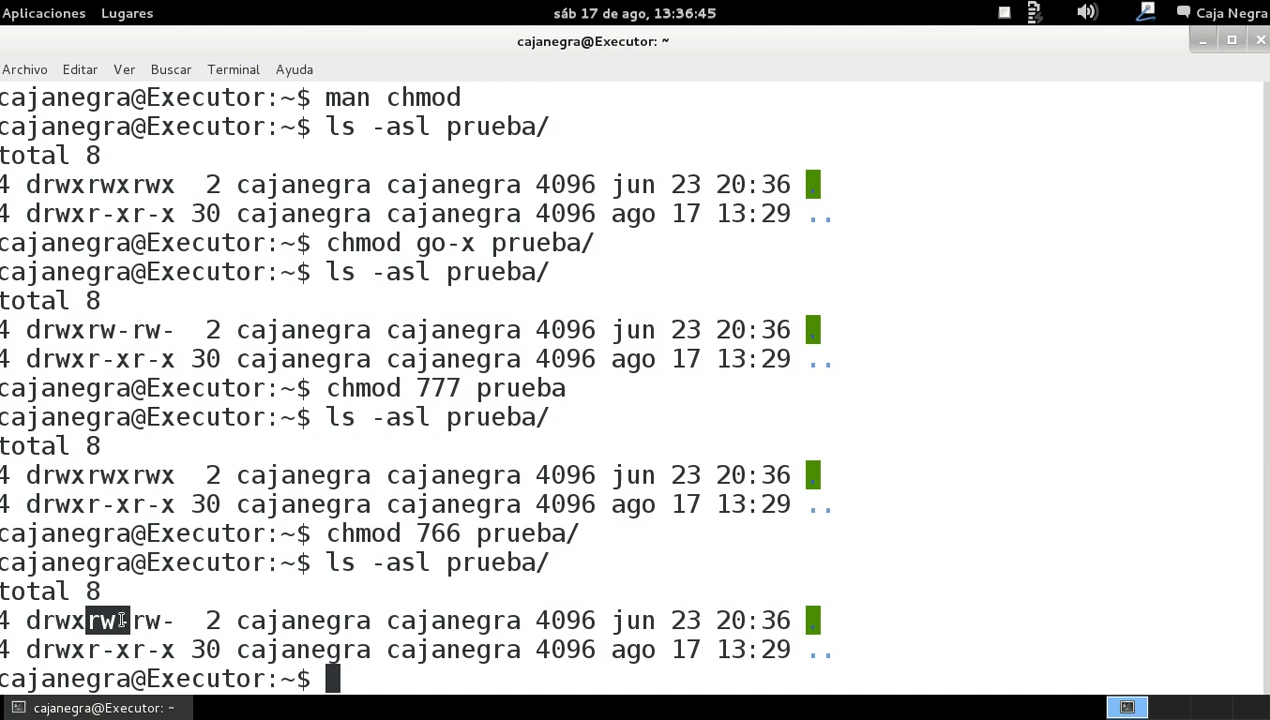 Aplicaciones Lugares sáb 17 de ago, 13:36:45 Caja Negra
cajanegra@Executor: ~
Archivo Editar Ver Buscar Terminal Ayuda
cajanegra@Executor:~$ man chmod
cajanegra@Executor:~$ ls -asl prueba/
total 8
4 drwxrwxrwx  2 cajanegra cajanegra 4096 jun 23 20:36 .
4 drwxr-xr-x 30 cajanegra cajanegra 4096 ago 17 13:29 ..
cajanegra@Executor:~$ chmod go-x prueba/
cajanegra@Executor:~$ ls -asl prueba/
total 8
4 drwxrw-rw-  2 cajanegra cajanegra 4096 jun 23 20:36 .
4 drwxr-xr-x 30 cajanegra cajanegra 4096 ago 17 13:29 ..
cajanegra@Executor:~$ chmod 777 prueba
cajanegra@Executor:~$ ls -asl prueba/
total 8
4 drwxrwxrwx  2 cajanegra cajanegra 4096 jun 23 20:36 .
4 drwxr-xr-x 30 cajanegra cajanegra 4096 ago 17 13:29 ..
cajanegra@Executor:~$ chmod 766 prueba/
cajanegra@Executor:~$ ls -asl prueba/
total 8
4 drwxrw-rw-  2 cajanegra cajanegra 4096 jun 23 20:36 .
4 drwxr-xr-x 30 cajanegra cajanegra 4096 ago 17 13:29 ..
cajanegra@Executor:~$
cajanegra@Executor: ~